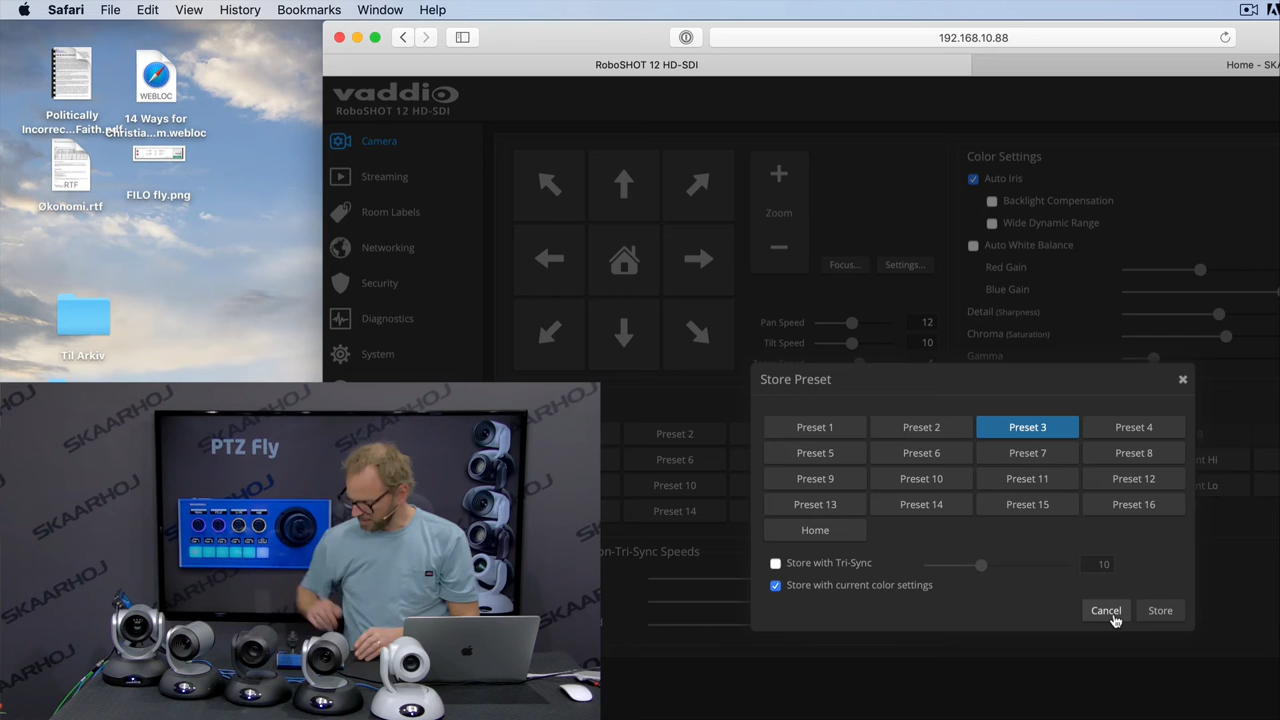 Safari File Edit View History Bookmarks Window Help
192.168.10.88
RoboSHOT 12 HD-SDI
Home - SKA
Politically
Incorrec...Faith.pdf
WEBLOC
14 Ways for
Christia...m.webloc
RTF
Økonomi.rtf
FILO fly.png
Til Arkiv
vaddio
RoboSHOT 12 HD-SDI
Camera
Streaming
Room Labels
Networking
Security
Diagnostics
System
Zoom
Focus...
Settings...
Pan Speed 12
Tilt Speed 10
Color Settings
Auto Iris
Backlight Compensation
Wide Dynamic Range
Auto White Balance
Red Gain
Blue Gain
Detail (Sharpness)
Chroma (Saturation)
Gamma
Preset 2
Preset 6
Preset 10
Preset 14
on-Tri-Sync Speeds
Store Preset
Preset 1 Preset 2 Preset 3 Preset 4
Preset 5 Preset 6 Preset 7 Preset 8
Preset 9 Preset 10 Preset 11 Preset 12
Preset 13 Preset 14 Preset 15 Preset 16
Home
Store with Tri-Sync 10
Store with current color settings
Cancel Store
PTZ Fly
SKAARHOJ
SKAARHOJ
SKAARHOJ